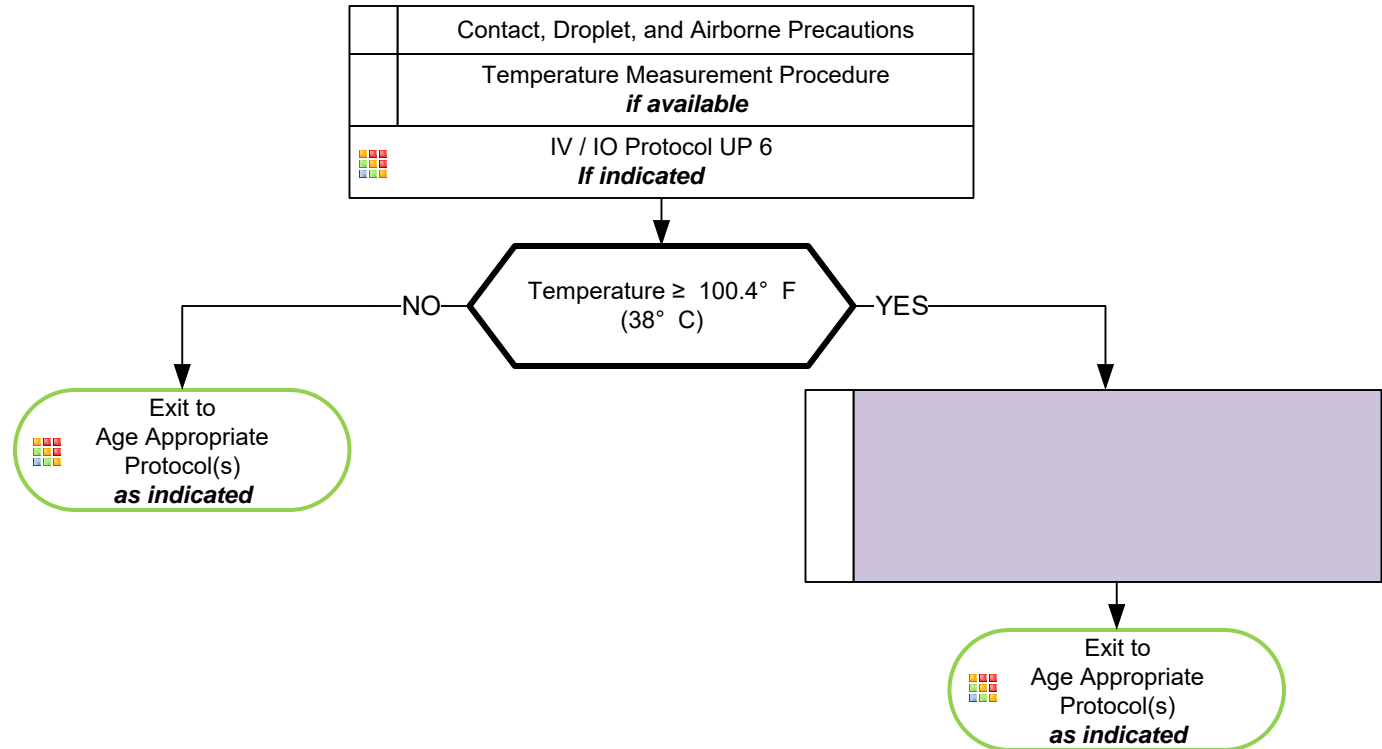 Contact, Droplet, and Airborne Precautions
Temperature Measurement Procedure
if available
IV / IO Protocol UP 6
If indicated
Temperature ≥ 100.4° F
(38° C)
NO
YES
Exit to
Age Appropriate
Protocol(s)
as indicated
Exit to
Age Appropriate
Protocol(s)
as indicated